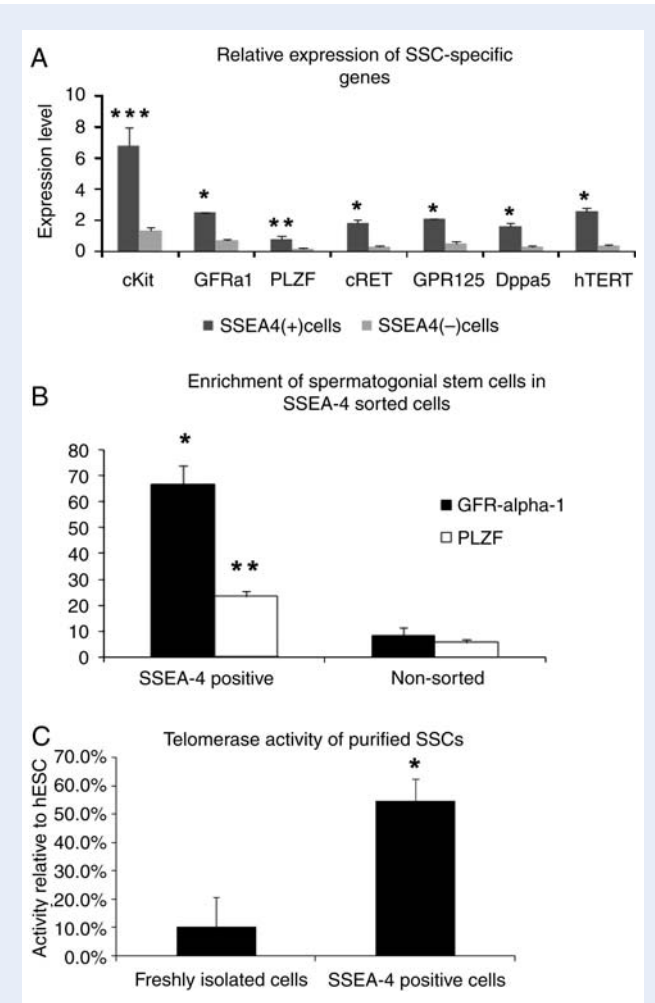 A
Relative expression of SSC-specific
genes
Expression level
10
8
6
4
2
0
***
*
**
*
*
*
*
cKit GFRa1 PLZF cRET GPR125 Dppa5 hTERT
SSEA4(+)cells SSEA4(–)cells
B
Enrichment of spermatogonial stem cells in
SSEA-4 sorted cells
80
70
60
50
40
30
20
10
0
*
**
GFR-alpha-1
PLZF
SSEA-4 positive Non-sorted
C
Telomerase activity of purified SSCs
Activity relative to hESC
70.0%
60.0%
50.0%
40.0%
30.0%
20.0%
10.0%
0.0%
*
Freshly isolated cells SSEA-4 positive cells